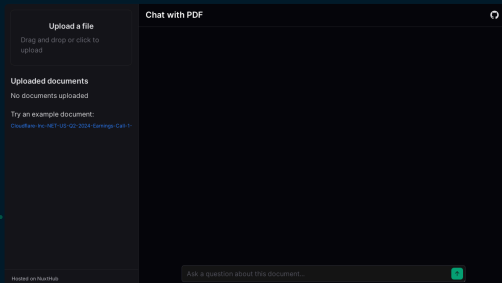 Upload a file
Drag and drop or click to
upload
Uploaded documents
No documents uploaded
Try an example document:
Cloudflare-Inc-NET-US-Q2-2024-Earnings-Call-1-
Hosted on NuxtHub
Chat with PDF
Ask a question about this document...